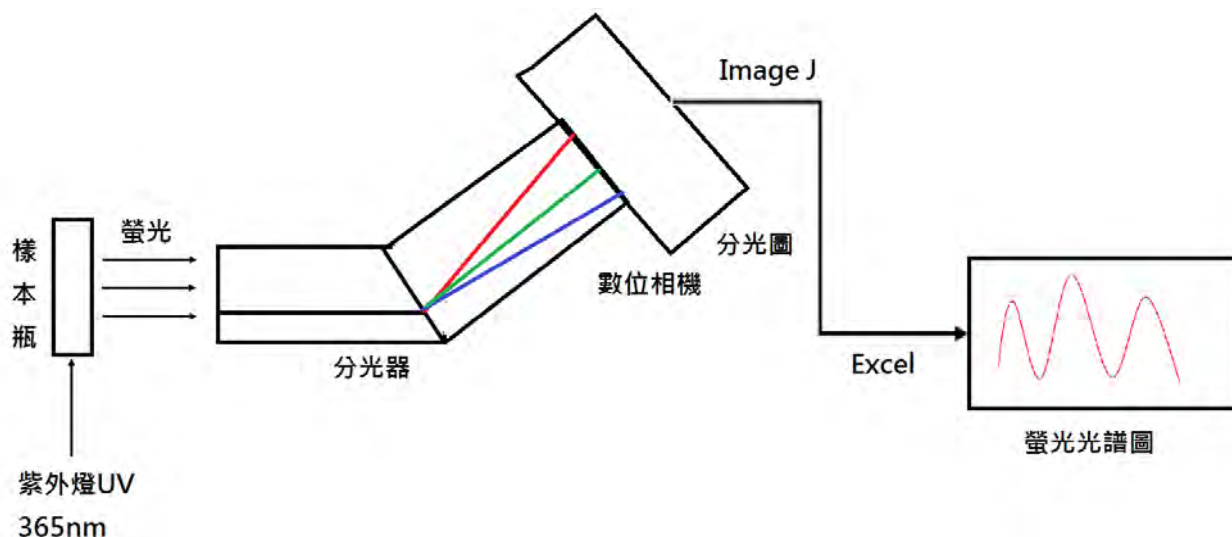 Image J
螢光
樣本瓶
分光圖
數位相機
分光器
Excel
螢光光譜圖
紫外燈UV
365nm